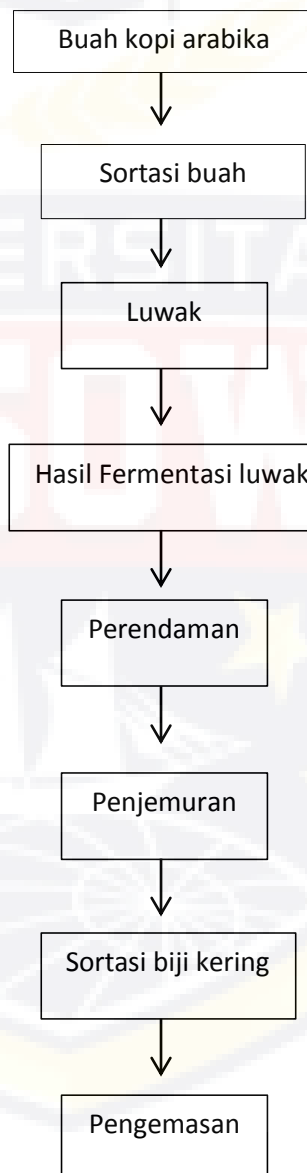 Buah kopi arabika
Sortasi buah
Luwak
Hasil Fermentasi luwak
Perendaman
Penjemuran
Sortasi biji kering
Pengemasan